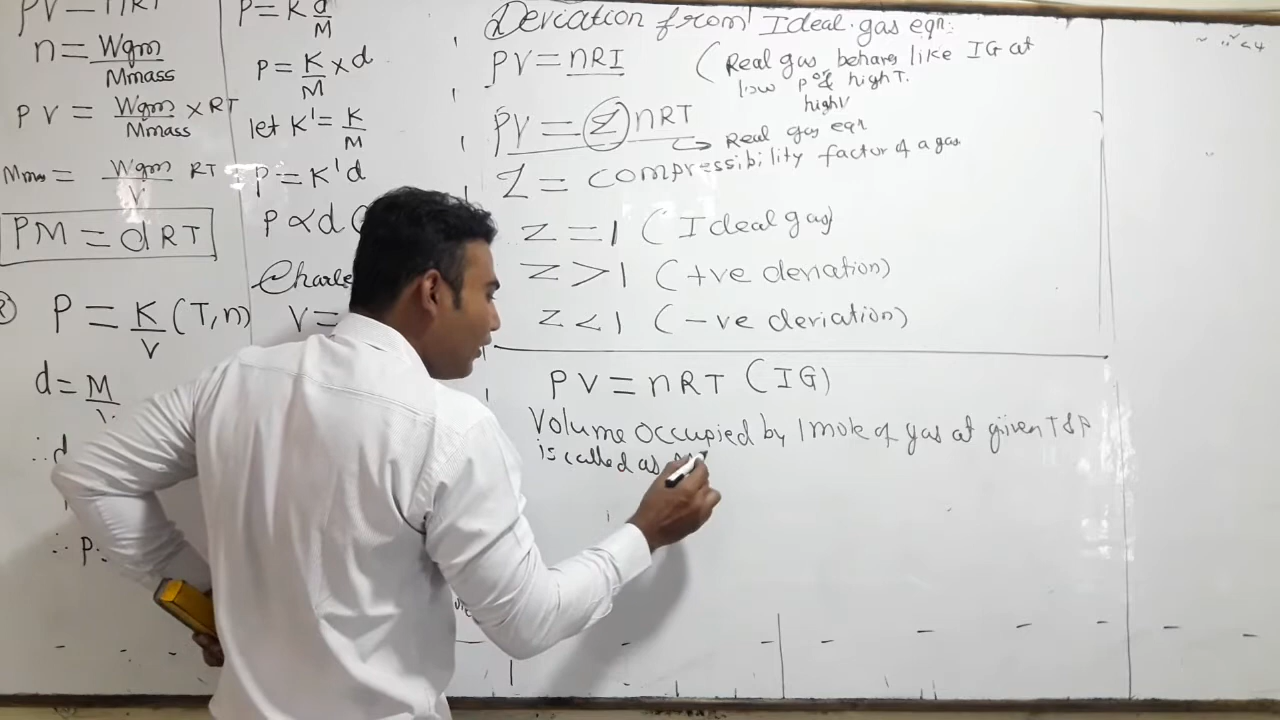 PV = nRT
n = Wgm
Mmass
PV = Wgm × RT
Mmass
Wgm RT
V
PM = dRT
P = K (T,n)
V
d = M
∴ d
∴ P
P = K d
M
P = K × d
M
let K' = K
M
P = K'd
P ∝ d
Charle
V =
Deviation from Ideal gas eqn:
PV = nRT
(Real gas behaves like IG at
low P & high T.
high V
PV = Z nRT
Real gas eqn
Z = compressibility factor of a gas
Z = 1 (Ideal gas)
Z > 1 (+ve deviation)
Z < 1 (-ve deviation)
PV = nRT (IG)
Volume occupied by 1 mole of gas at given T & P
is called as